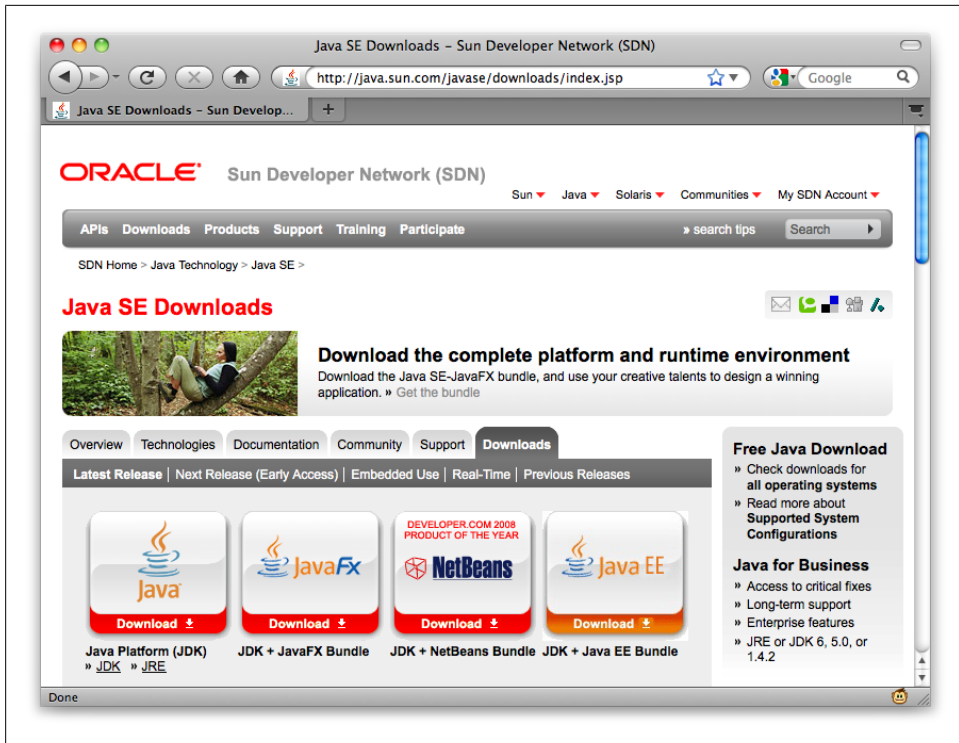 Java SE Downloads – Sun Developer Network (SDN)
http://java.sun.com/javase/downloads/index.jsp
Google
Java SE Downloads – Sun Develop...
+
ORACLE®
Sun Developer Network (SDN)
Sun Java Solaris Communities My SDN Account
APIs Downloads Products Support Training Participate
» search tips
Search
SDN Home > Java Technology > Java SE >
Java SE Downloads
Download the complete platform and runtime environment
Download the Java SE-JavaFX bundle, and use your creative talents to design a winning
application. » Get the bundle
Overview Technologies Documentation Community Support Downloads
Latest Release | Next Release (Early Access) | Embedded Use | Real-Time | Previous Releases
Java
Download
Java Platform (JDK)
» JDK » JRE
JavaFX
Download
JDK + JavaFX Bundle
DEVELOPER.COM 2008
PRODUCT OF THE YEAR
NetBeans
Download
JDK + NetBeans Bundle
Java EE
Download
JDK + Java EE Bundle
Free Java Download
» Check downloads for
all operating systems
» Read more about
Supported System
Configurations
Java for Business
» Access to critical fixes
» Long-term support
» Enterprise features
» JRE or JDK 6, 5.0, or
1.4.2
Done